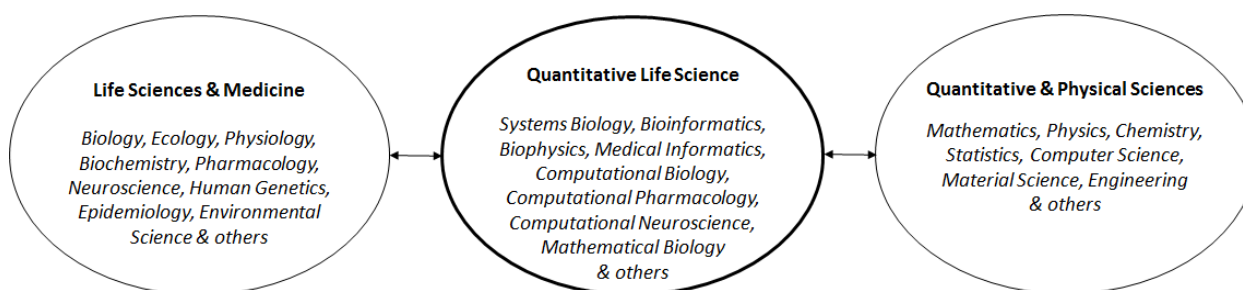 Life Sciences & Medicine
Biology, Ecology, Physiology,
Biochemistry, Pharmacology,
Neuroscience, Human Genetics,
Epidemiology, Environmental
Science & others
Quantitative Life Science
Systems Biology, Bioinformatics,
Biophysics, Medical Informatics,
Computational Biology,
Computational Pharmacology,
Computational Neuroscience,
Mathematical Biology
& others
Quantitative & Physical Sciences
Mathematics, Physics, Chemistry,
Statistics, Computer Science,
Material Science, Engineering
& others